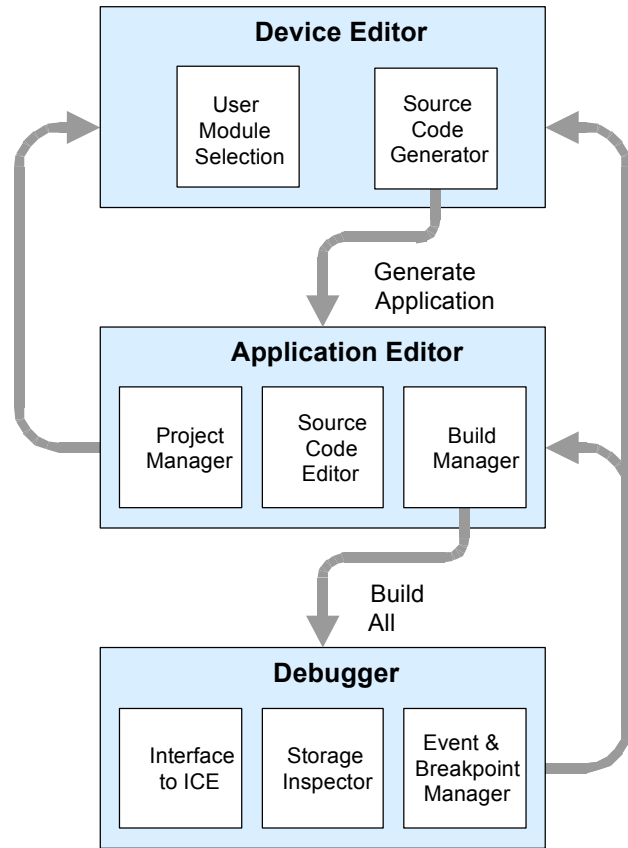 Device Editor
User
Module
Selection
Source
Code
Generator
Generate
Application
Application Editor
Project
Manager
Source
Code
Editor
Build
Manager
Build
All
Debugger
Interface
to ICE
Storage
Inspector
Event &
Breakpoint
Manager